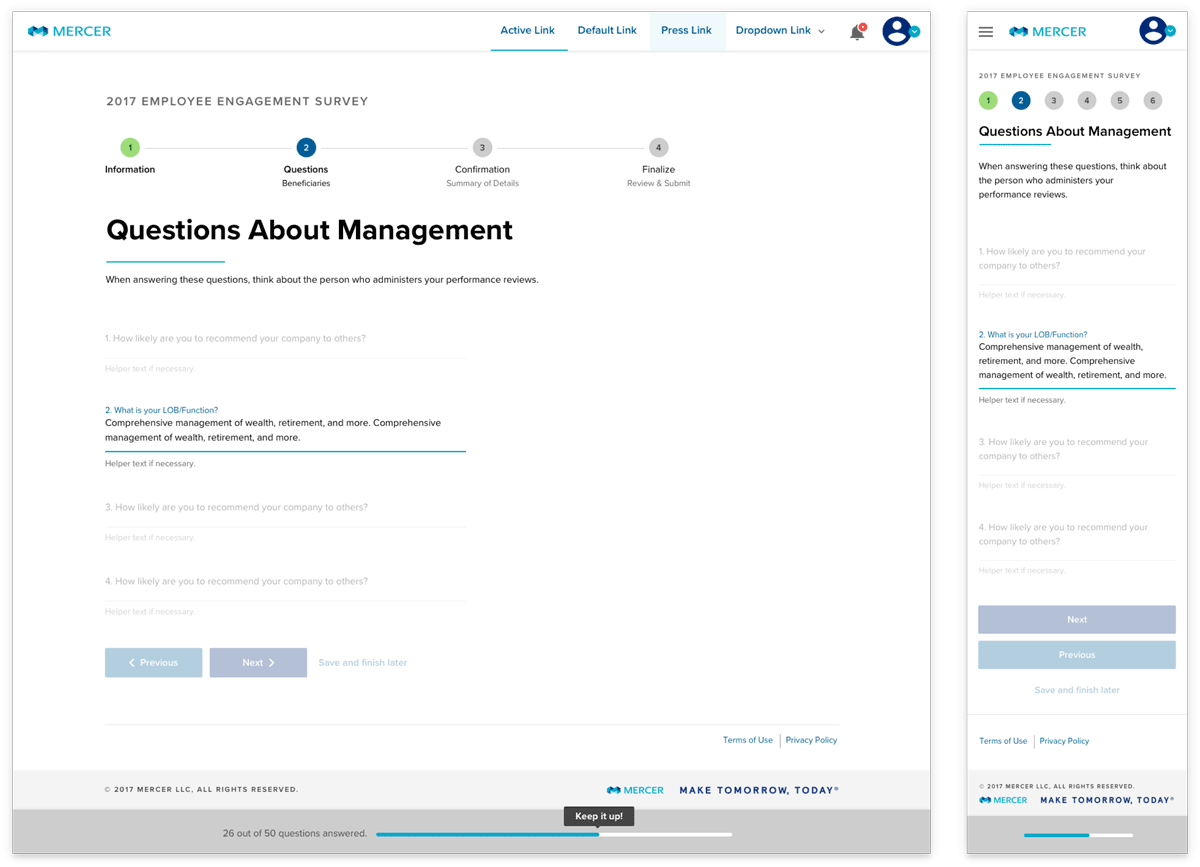 MERCER
Active Link Default Link Press Link Dropdown Link
2017 EMPLOYEE ENGAGEMENT SURVEY
1 2 3 4
Information Questions Confirmation Finalize
Beneficiaries Summary of Details Review & Submit
Questions About Management
When answering these questions, think about the person who administers your performance reviews.
1. How likely are you to recommend your company to others?
Helper text if necessary.
2. What is your LOB/Function?
Comprehensive management of wealth, retirement, and more. Comprehensive
management of wealth, retirement, and more.
Helper text if necessary.
3. How likely are you to recommend your company to others?
Helper text if necessary.
4. How likely are you to recommend your company to others?
Helper text if necessary.
Previous Next Save and finish later
Terms of Use Privacy Policy
© 2017 MERCER LLC, ALL RIGHTS RESERVED. MERCER MAKE TOMORROW, TODAY®
Keep it up!
26 out of 50 questions answered.
MERCER
2017 EMPLOYEE ENGAGEMENT SURVEY
1 2 3 4 5 6
Questions About Management
When answering these questions, think about
the person who administers your
performance reviews.
1. How likely are you to recommend your
company to others?
Helper text if necessary.
2. What is your LOB/Function?
Comprehensive management of wealth,
retirement, and more. Comprehensive
management of wealth, retirement, and more.
Helper text if necessary.
3. How likely are you to recommend your
company to others?
Helper text if necessary.
4. How likely are you to recommend your
company to others?
Helper text if necessary.
Next
Previous
Save and finish later
Terms of Use Privacy Policy
© 2017 MERCER LLC, ALL RIGHTS RESERVED.
MERCER MAKE TOMORROW, TODAY®